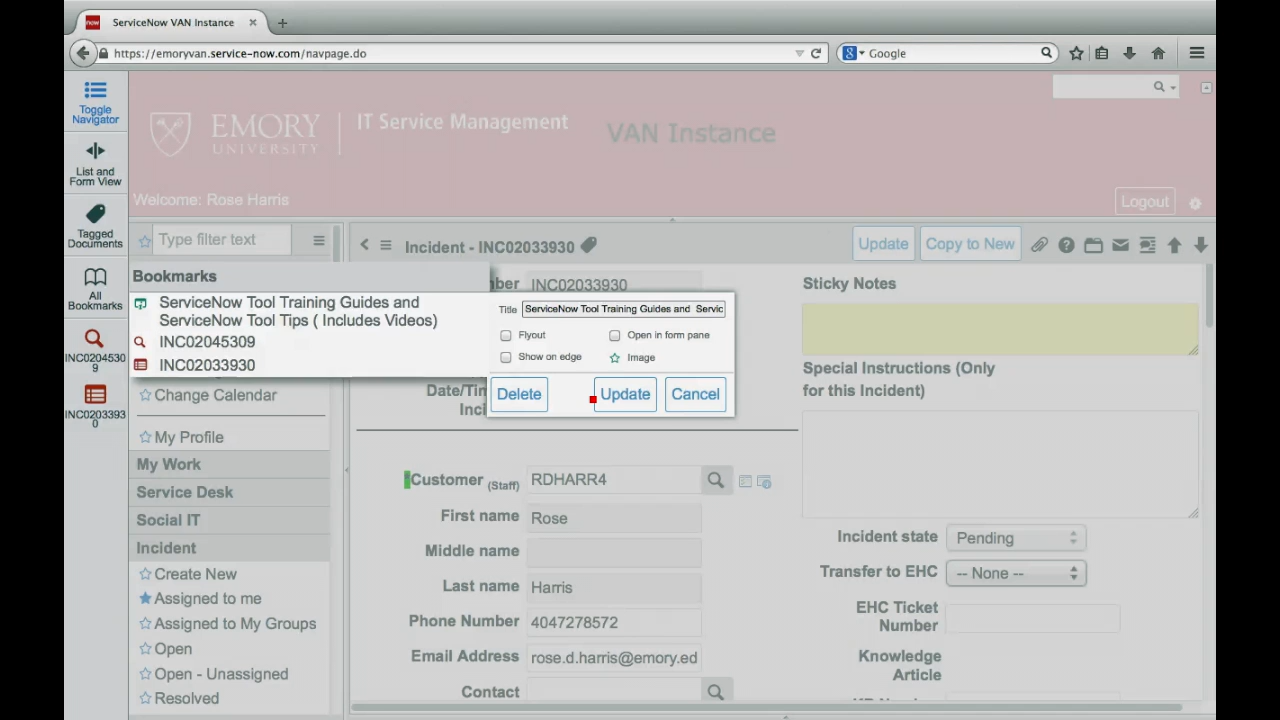 ServiceNow VAN Instance
https://emoryvan.service-now.com/navpage.do
Google
Toggle
Navigator
List and
Form View
Tagged
Documents
All
Bookmarks
INC0204530
9
INC0203393
0
EMORY
UNIVERSITY
IT Service Management
VAN Instance
Welcome: Rose Harris
Logout
Type filter text
Incident - INC02033930
Update
Copy to New
Bookmarks
ServiceNow Tool Training Guides and
ServiceNow Tool Tips ( Includes Videos)
INC02045309
INC02033930
Change Calendar
My Profile
My Work
Service Desk
Social IT
Incident
Create New
Assigned to me
Assigned to My Groups
Open
Open - Unassigned
Resolved
INC02033930
Title
ServiceNow Tool Training Guides and Servic
Flyout
Open in form pane
Show on edge
Image
Delete
Update
Cancel
Customer (Staff)
RDHARR4
First name
Rose
Middle name
Last name
Harris
Phone Number
4047278572
Email Address
rose.d.harris@emory.ed
Contact
Sticky Notes
Special Instructions (Only
for this Incident)
Incident state
Pending
Transfer to EHC
-- None --
EHC Ticket
Number
Knowledge
Article